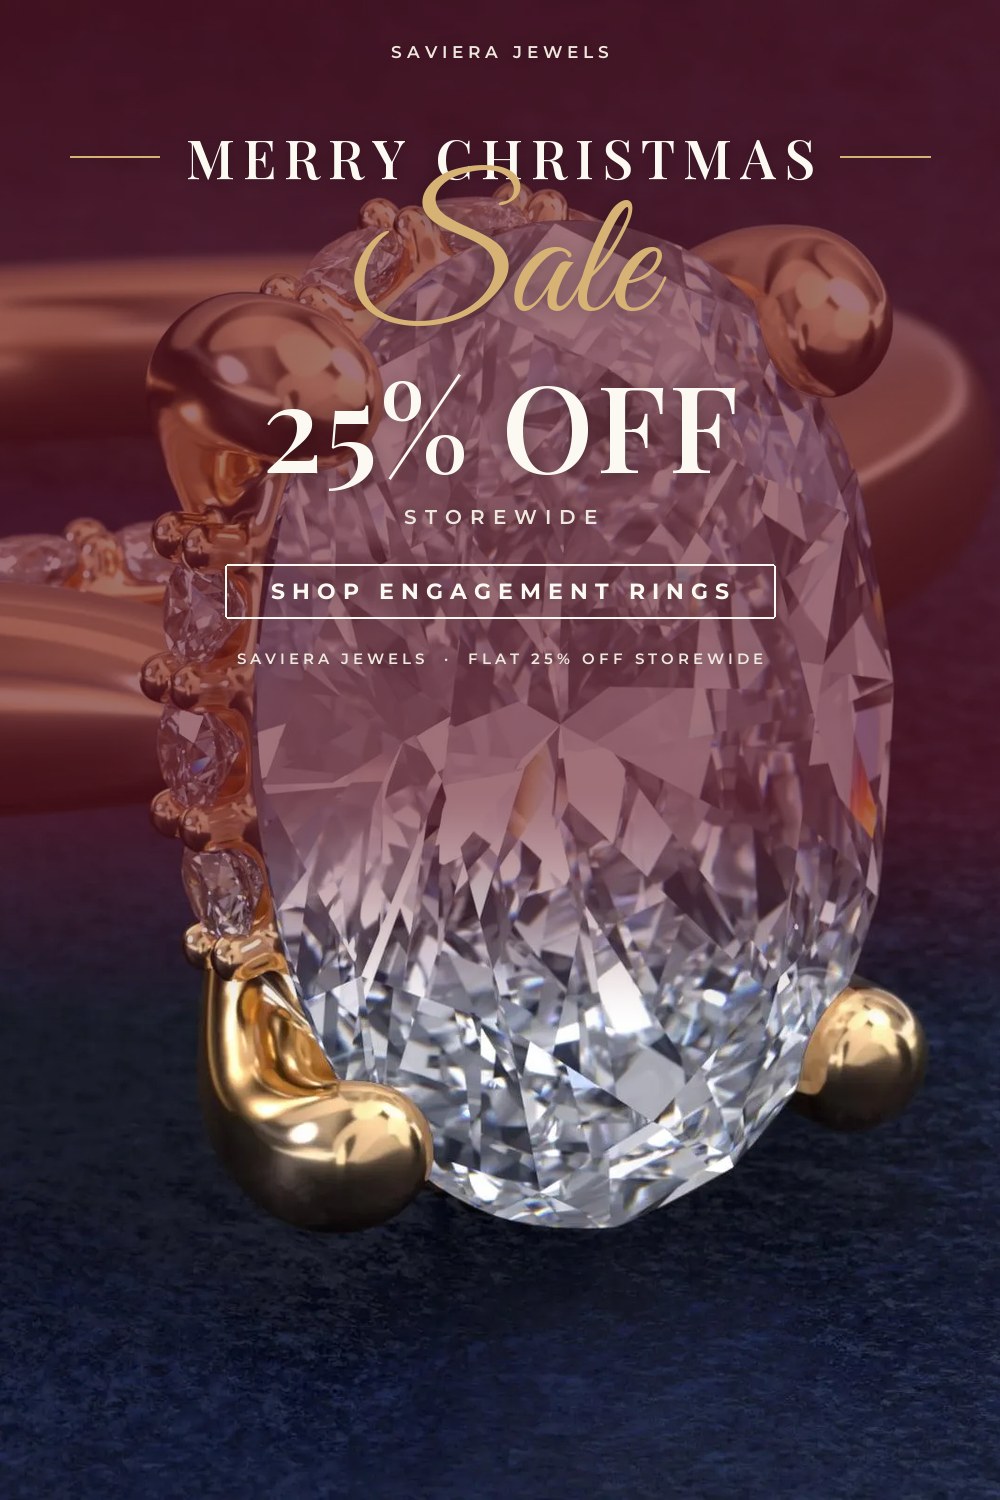 SAVIERA JEWELS
MERRY CHRISTMAS
Sale
25% OFF
STOREWIDE
SHOP ENGAGEMENT RINGS
SAVIERA JEWELS · FLAT 25% OFF STOREWIDE